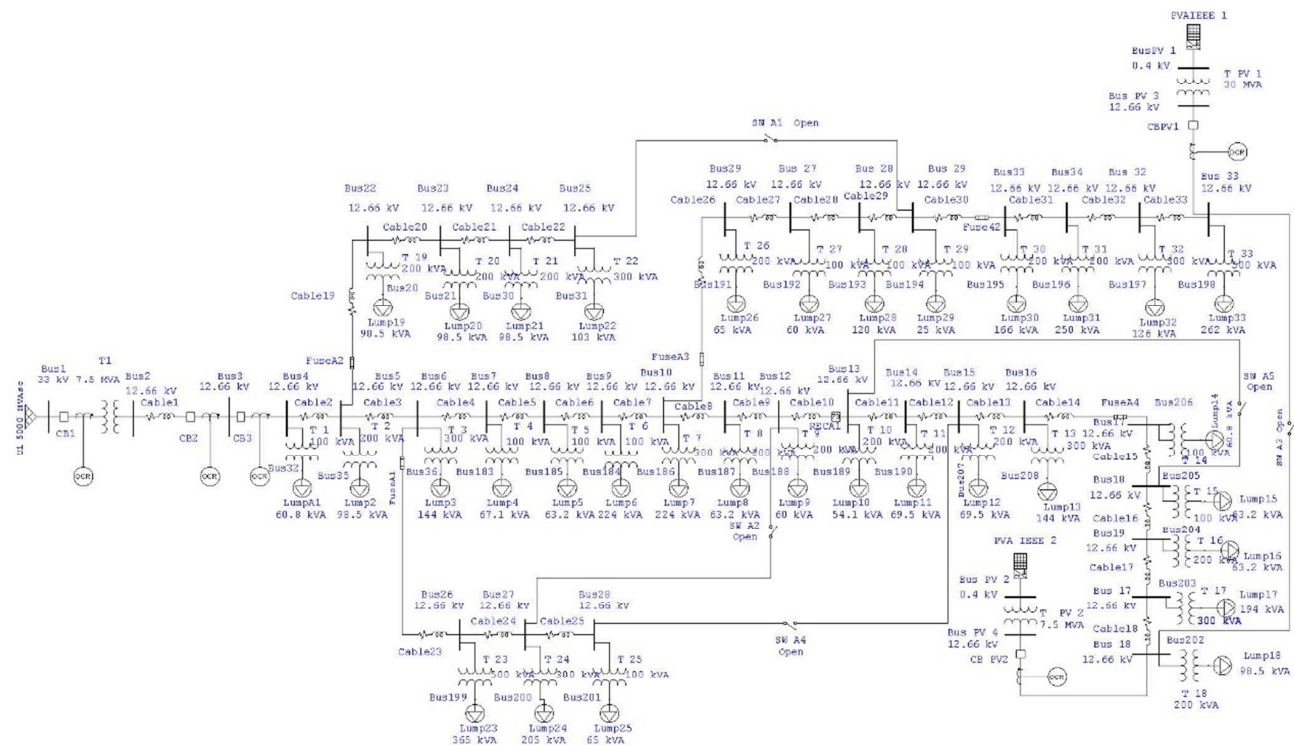 PVAIEEE 1
BusPV 1
0.4 kV
T PV 1
30 MVA
Bus PV 3
12.66 kV
CBPV1
OCR
SW A1 Open
Bus22
12.66 kV
Bus23
12.66 kV
Bus24
12.66 kV
Bus25
12.66 kV
Bus29
12.66 kV
Bus 27
12.66 kV
Bus 28
12.66 kV
Bus 29
12.66 kV
Bus33
12.66 kV
Bus34
12.66 kV
Bus 32
12.66 kV
Bus 33
12.66 kV
Cable20
Cable21
Cable22
Cable26
Cable27
Cable28
Cable29
Cable30
Fuse42
Cable31
Cable32
Cable33
T 19
200 kVA
T 20
200 kVA
T 21
200 kVA
T 22
300 kVA
T 26
200 kVA
T 27
100 kVA
T 28
100 kVA
T 29
100 kVA
T 30
200 kVA
T 31
200 kVA
T 32
300 kVA
T 33
500 kVA
Cable19
Bus20
Bus21
Bus30
Bus31
Bus191
Bus192
Bus193
Bus194
Bus195
Bus196
Bus197
Bus198
Lump19
98.5 kVA
Lump20
98.5 kVA
Lump21
98.5 kVA
Lump22
103 kVA
Lump26
65 kVA
Lump27
60 kVA
Lump28
120 kVA
Lump29
25 kVA
Lump30
166 kVA
Lump31
250 kVA
Lump32
126 kVA
Lump33
262 kVA
FuseA2
FuseA3
U1 5000 MVAsc
Bus1
33 kV
T1
7.5 MVA
Bus2
12.66 kV
Bus3
12.66 kV
Bus4
12.66 kV
Bus5
12.66 kV
Bus6
12.66 kV
Bus7
12.66 kV
Bus8
12.66 kV
Bus9
12.66 kV
Bus10
12.66 kV
Bus11
12.66 kV
Bus12
12.66 kV
Bus13
12.66 kV
Bus14
12.66 kV
Bus15
12.66 kV
Bus16
12.66 kV
FuseA4
Bus17
12.66 kV
Bus206
SW A5
Open
SW A3 Open
CB1
Cable1
CB2
CB3
Cable2
Cable3
Cable4
Cable5
Cable6
Cable7
Cable8
Cable9
Cable10
RECA1
Cable11
Cable12
Cable13
Cable14
OCR
OCR
OCR
T 1
100 kVA
T 2
200 kVA
T 3
300 kVA
T 4
100 kVA
T 5
100 kVA
T 6
100 kVA
T 7
300 kVA
T 8
T 9
200 kVA
T 10
200 kVA
T 11
T 12
200 kVA
T 13
300 kVA
T 14
100 kVA
Lump14
60.8 kVA
Bus32
Bus35
FuseA1
Bus36
Bus183
Bus185
Bus184
Bus186
Bus187
Bus188
Bus189
Bus190
Bus207
Bus208
LumpA1
60.8 kVA
Lump2
98.5 kVA
Lump3
144 kVA
Lump4
67.1 kVA
Lump5
63.2 kVA
Lump6
224 kVA
Lump7
224 kVA
Lump8
63.2 kVA
Lump9
60 kVA
Lump10
54.1 kVA
Lump11
69.5 kVA
Lump12
69.5 kVA
Lump13
144 kVA
Cable15
Bus18
12.66 kV
Bus205
T 15
100 kVA
Lump15
63.2 kVA
Cable16
Bus19
12.66 kV
Bus204
T 16
200 kVA
Lump16
63.2 kVA
Cable17
Bus 17
12.66 kV
Bus203
T 17
300 kVA
Lump17
194 kVA
Cable18
Bus 18
12.66 kV
Bus202
T 18
200 kVA
Lump18
98.5 kVA
SW A2
Open
PVA IEEE 2
Bus PV 2
0.4 kV
T PV 2
7.5 MVA
Bus PV 4
12.66 kV
CB PV2
OCR
Bus26
12.66 kV
Bus27
12.66 kV
Bus28
12.66 kV
Cable23
Cable24
Cable25
SW A4
Open
T 23
500 kVA
T 24
300 kVA
T 25
100 kVA
Bus199
Bus200
Bus201
Lump23
365 kVA
Lump24
205 kVA
Lump25
65 kVA